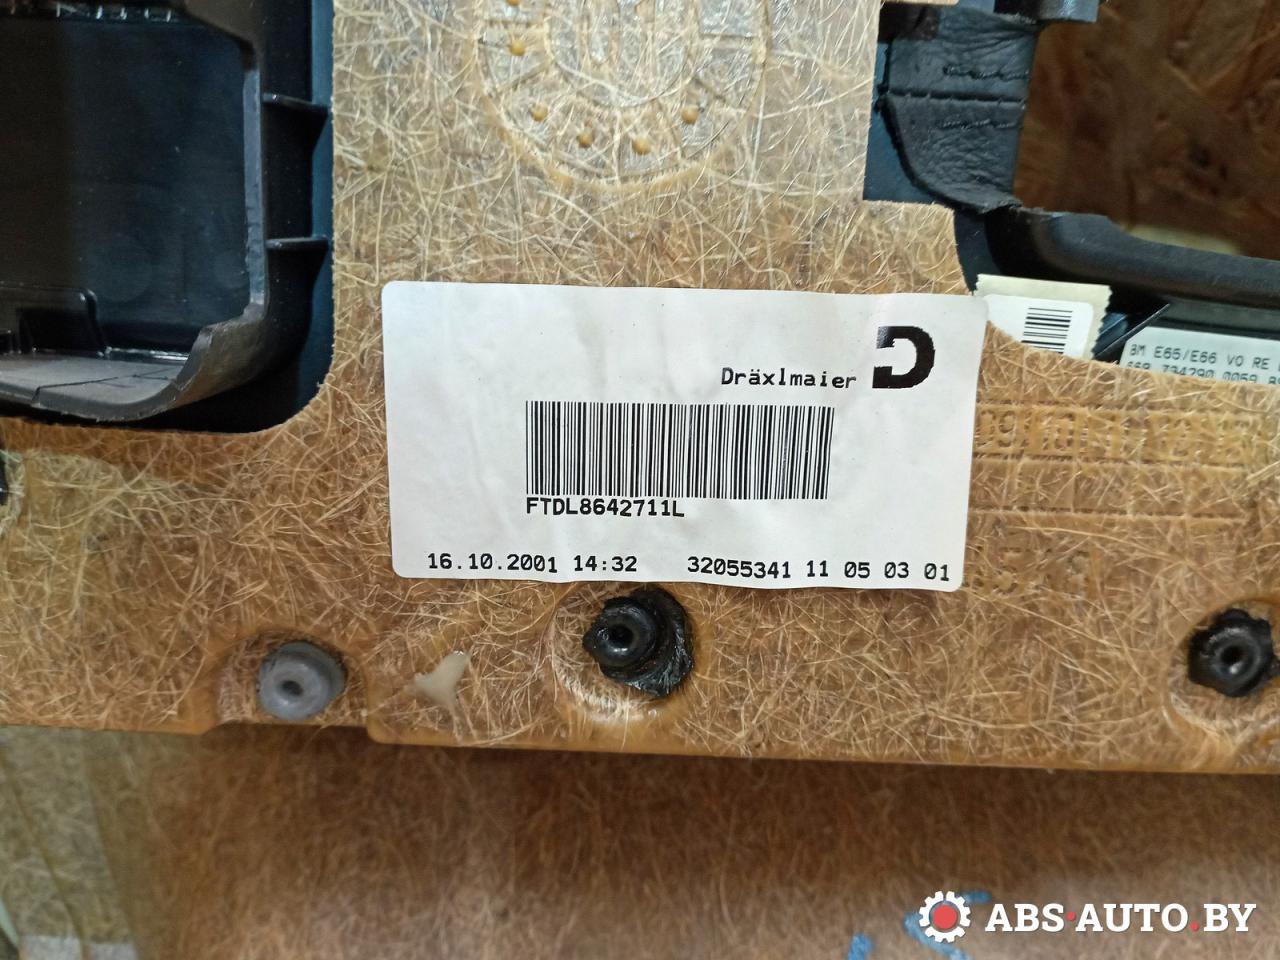 Dräxlmaier
FTDL8642711L
16.10.2001 14:32 32055341 11 05 03 01
E65/E66 VO RE
ABS·AUTO.BY